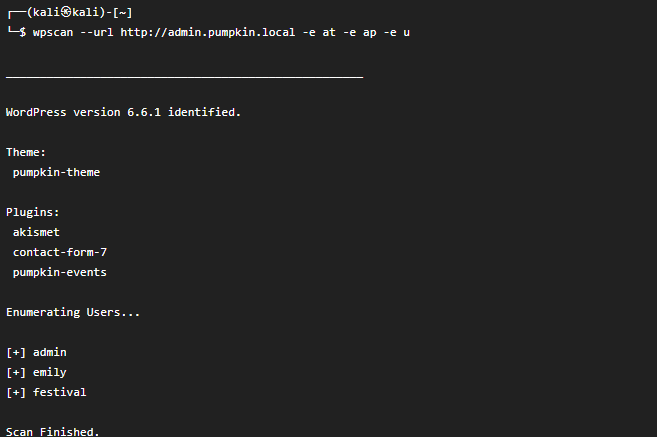 ┌──(kali㉿kali)-[~]
└─$ wpscan --url http://admin.pumpkin.local -e at -e ap -e u
_____________________________________________________
WordPress version 6.6.1 identified.
Theme:
pumpkin-theme
Plugins:
akismet
contact-form-7
pumpkin-events
Enumerating Users...
[+] admin
[+] emily
[+] festival
Scan Finished.